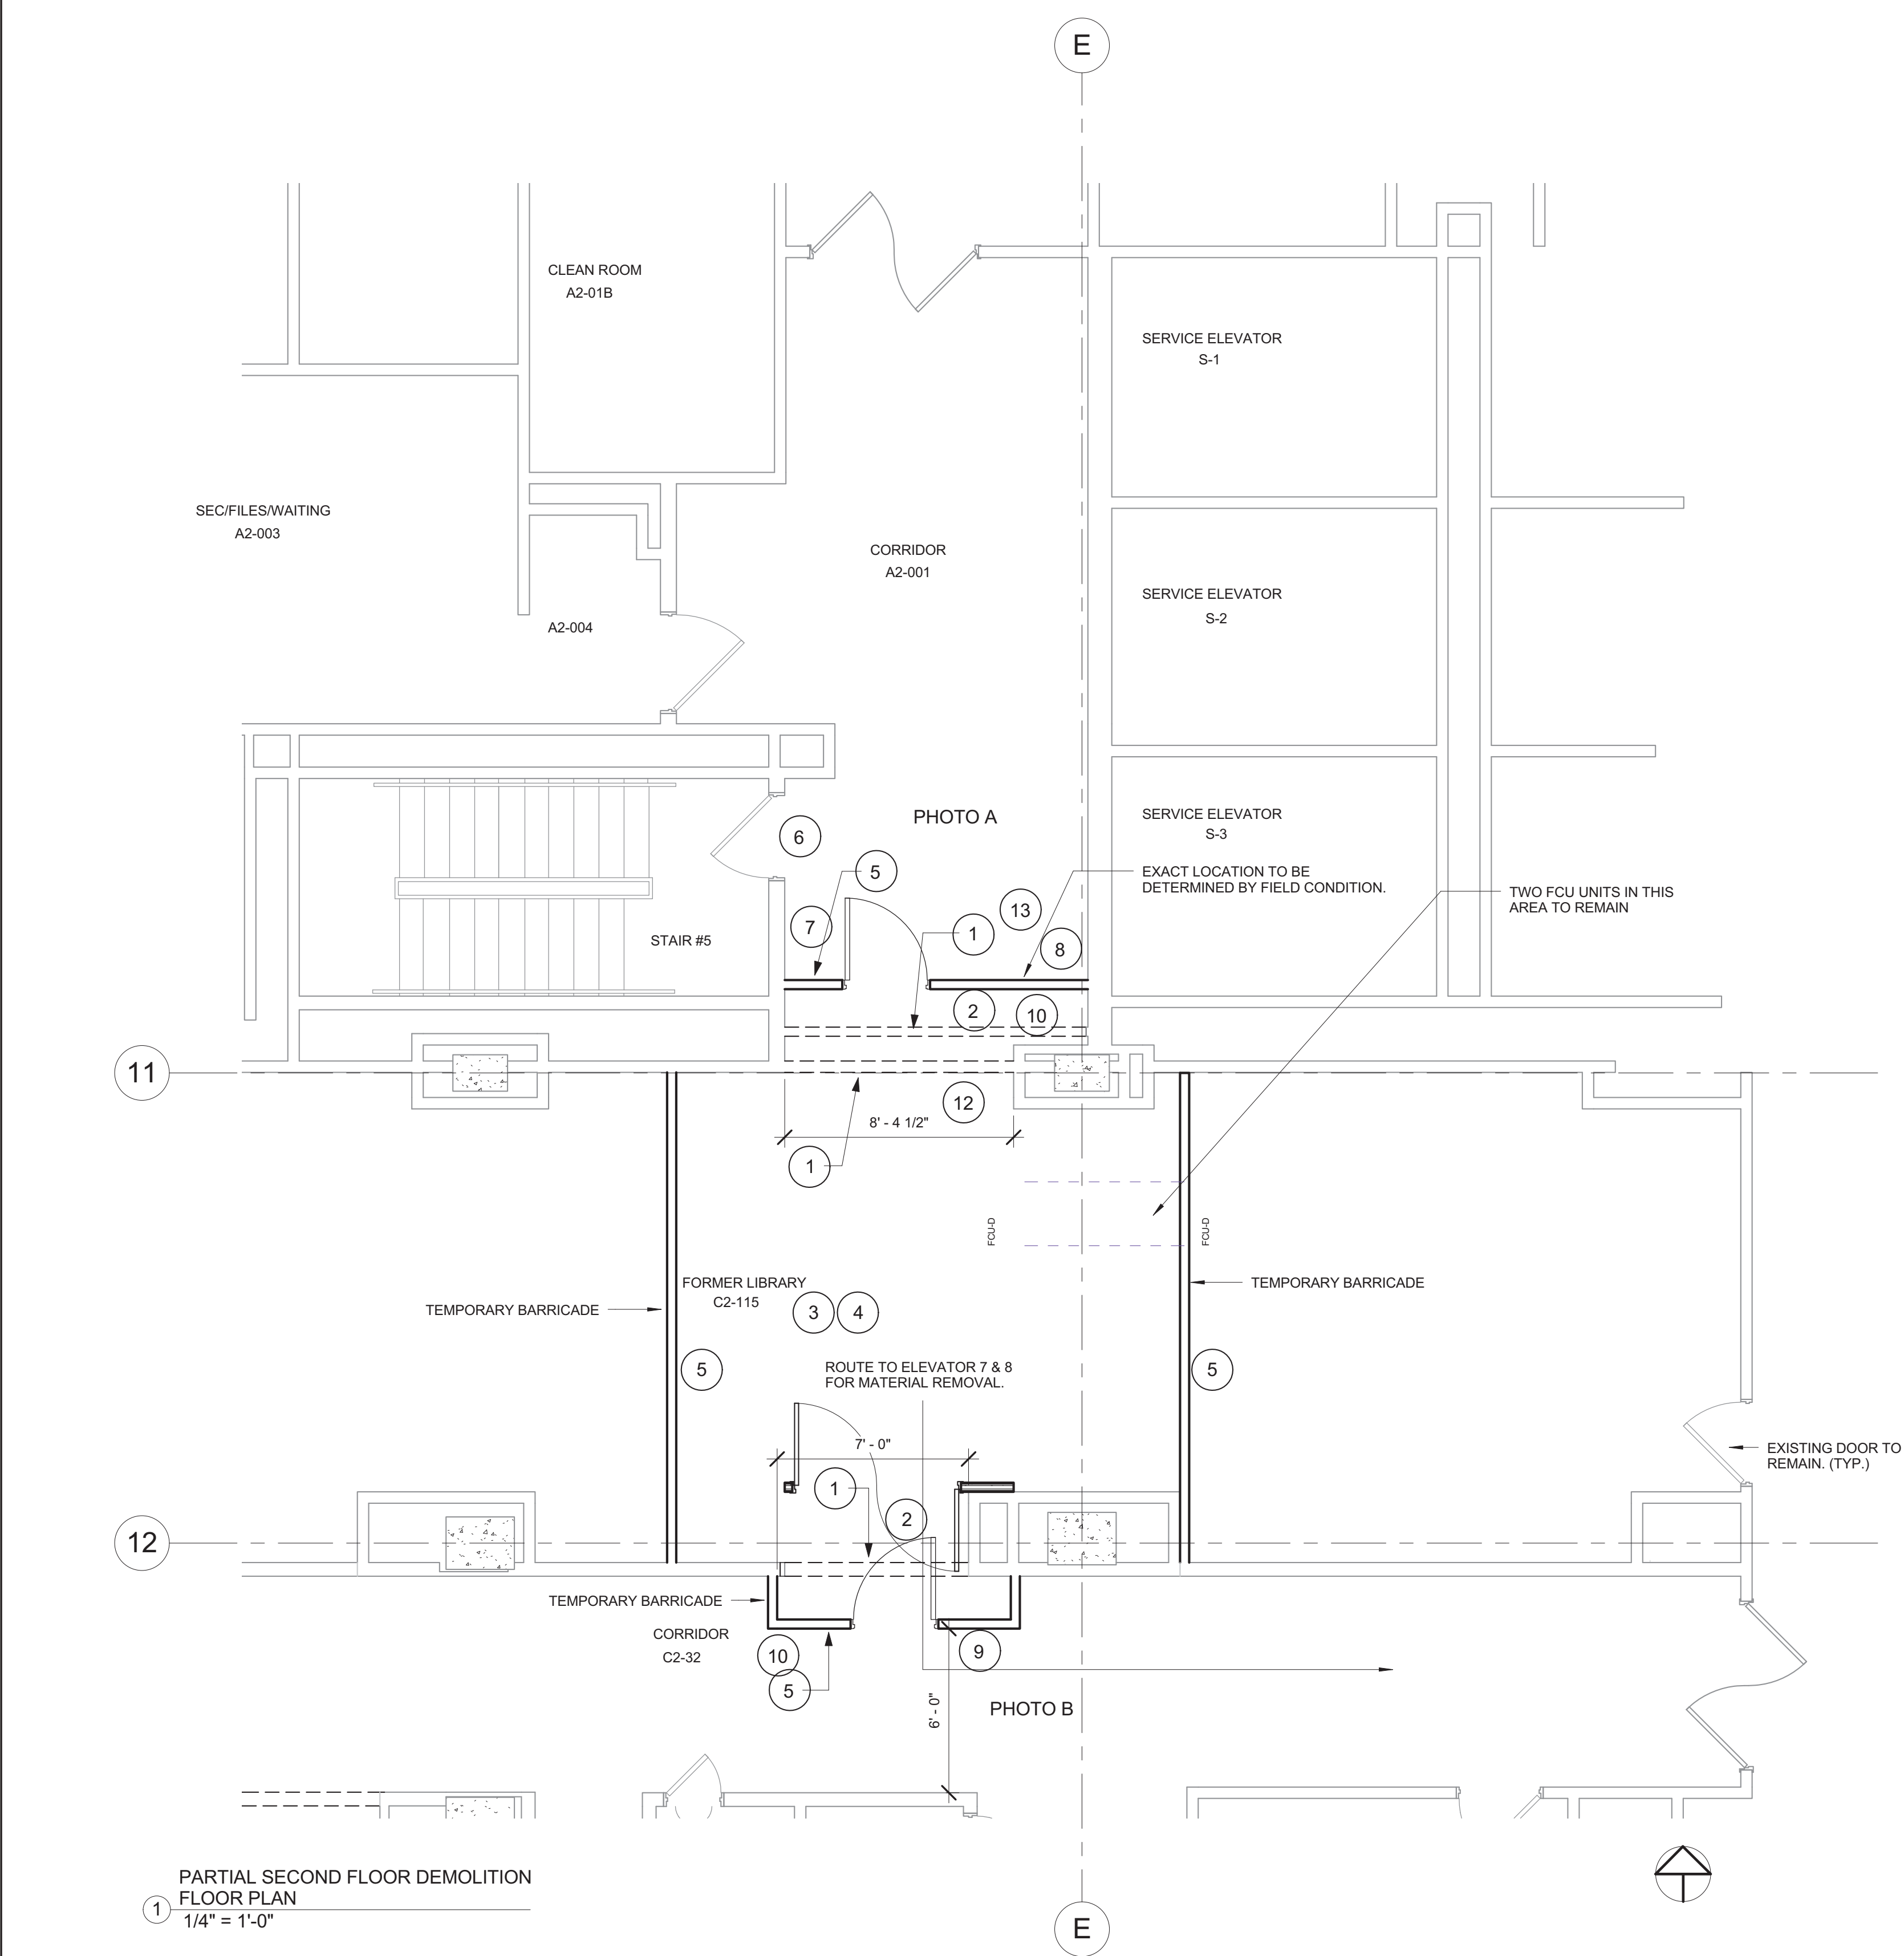 E
CLEAN ROOM
A2-01B
SERVICE ELEVATOR
S-1
SEC/FILES/WAITING
A2-003
CORRIDOR
A2-001
SERVICE ELEVATOR
S-2
A2-004
PHOTO A
SERVICE ELEVATOR
S-3
6
5
EXACT LOCATION TO BE
DETERMINED BY FIELD CONDITION.
TWO FCU UNITS IN THIS
AREA TO REMAIN
7
13
1
8
STAIR #5
2
10
11
12
8' - 4 1/2"
1
FCU-D
FCU-D
FORMER LIBRARY
C2-115
TEMPORARY BARRICADE
TEMPORARY BARRICADE
3
4
5
ROUTE TO ELEVATOR 7 & 8
FOR MATERIAL REMOVAL.
5
7' - 0"
EXISTING DOOR TO
REMAIN. (TYP.)
1
2
12
TEMPORARY BARRICADE
CORRIDOR
C2-32
10
9
5
6' - 0"
PHOTO B
PARTIAL SECOND FLOOR DEMOLITION
FLOOR PLAN
1
1/4" = 1'-0"
E